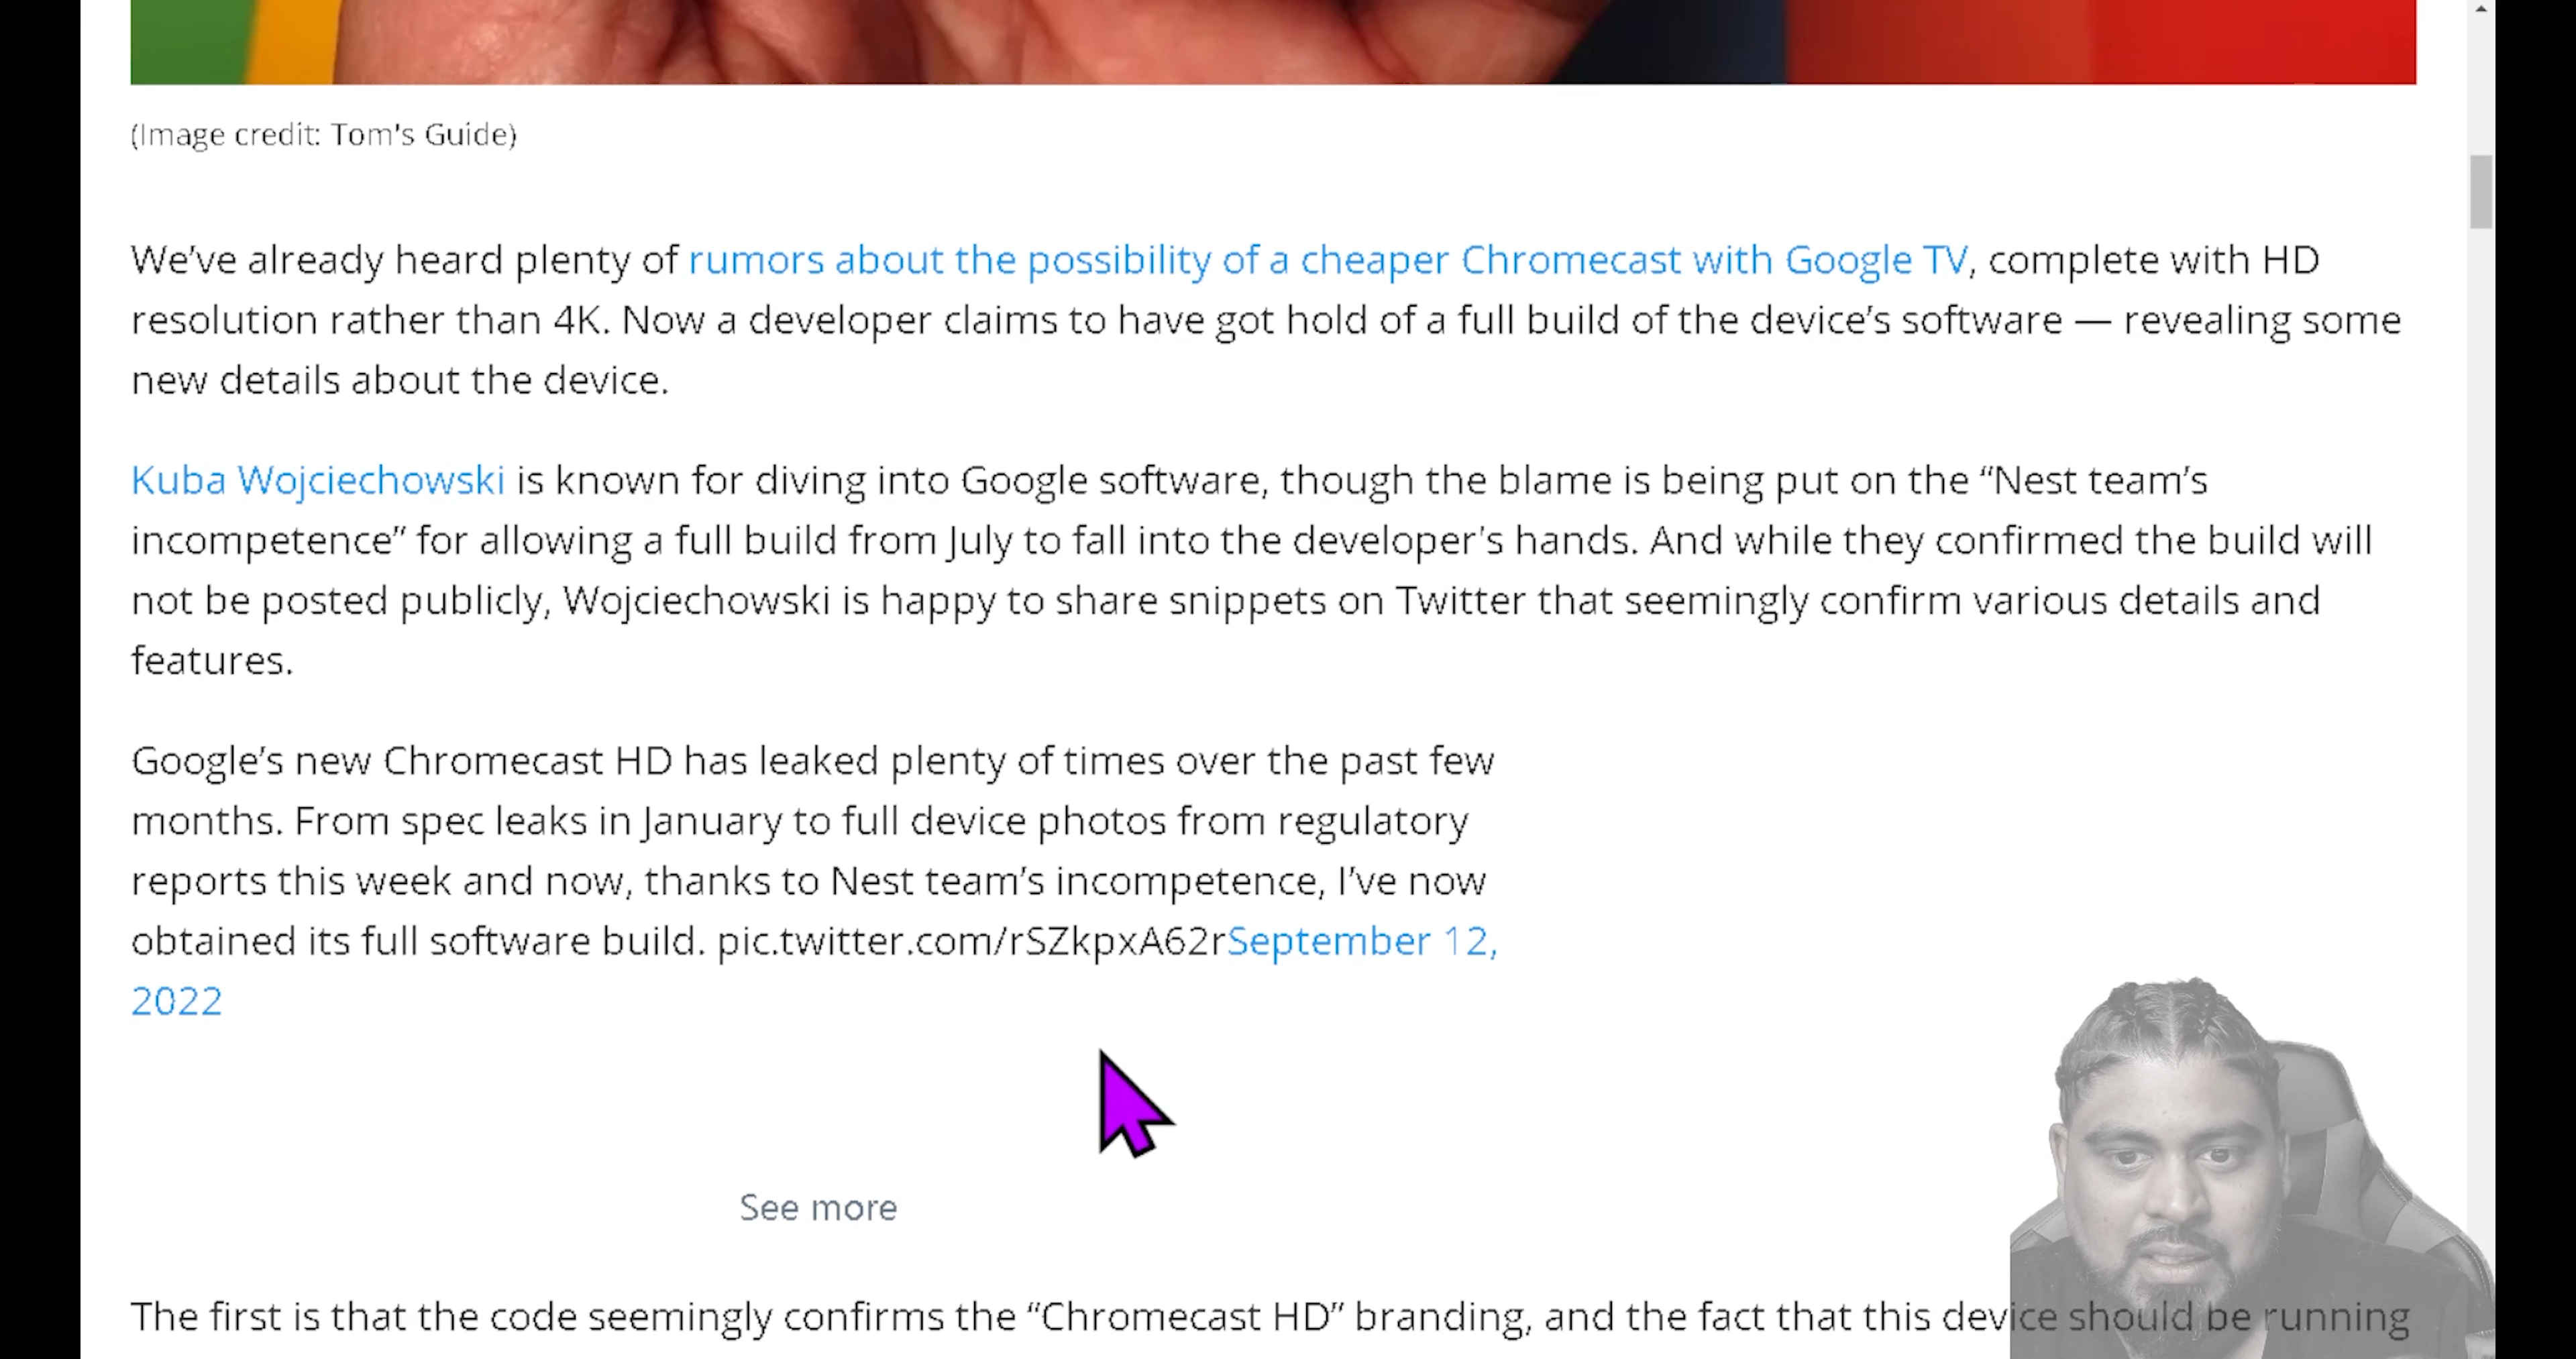 (Image credit: Tom's Guide)
We’ve already heard plenty of rumors about the possibility of a cheaper Chromecast with Google TV, complete with HD
resolution rather than 4K. Now a developer claims to have got hold of a full build of the device’s software — revealing some
new details about the device.
Kuba Wojciechowski is known for diving into Google software, though the blame is being put on the “Nest team’s
incompetence” for allowing a full build from July to fall into the developer's hands. And while they confirmed the build will
not be posted publicly, Wojciechowski is happy to share snippets on Twitter that seemingly confirm various details and
features.
Google’s new Chromecast HD has leaked plenty of times over the past few
months. From spec leaks in January to full device photos from regulatory
reports this week and now, thanks to Nest team’s incompetence, I’ve now
obtained its full software build. pic.twitter.com/rSZkpxA62rSeptember 12,
2022
See more
The first is that the code seemingly confirms the “Chromecast HD” branding, and the fact that this device should be running